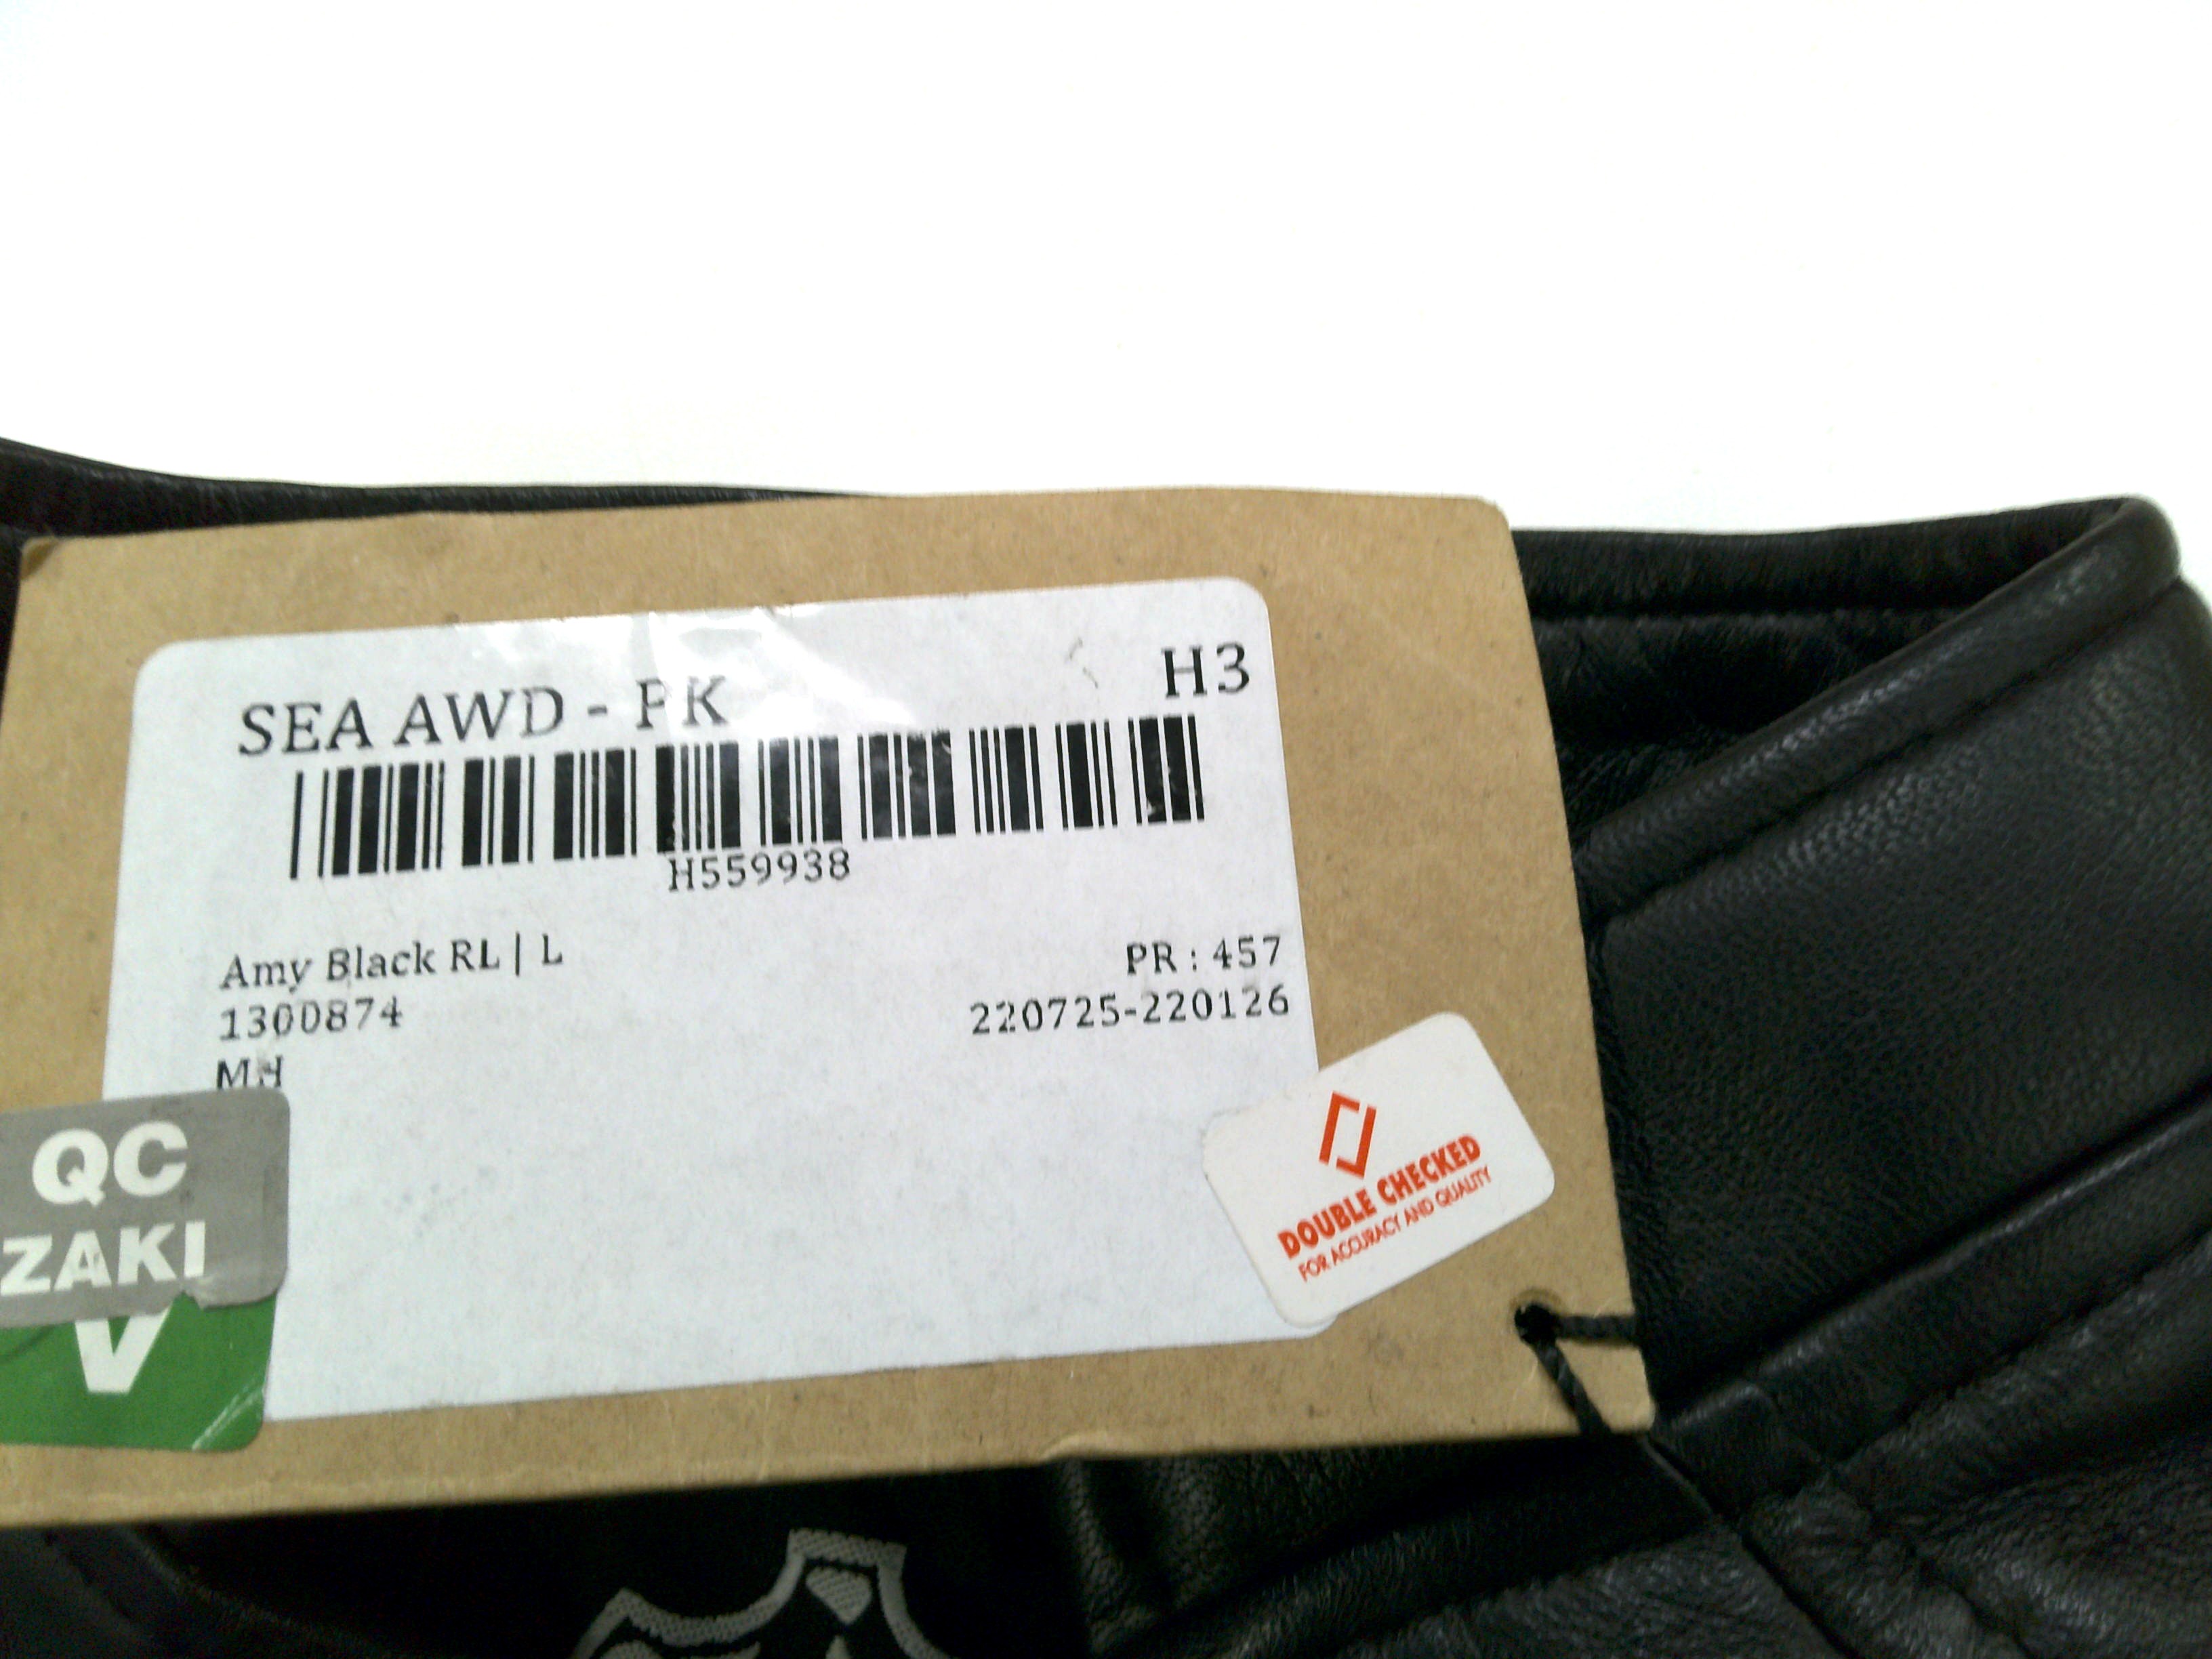 SEA AWD - PK
H3
H559938
Amy Black RL | L
PR : 457
1300874
220725-220126
MH
QC
ZAKI
V
DOUBLE CHECKED
FOR ACCURACY AND QUALITY